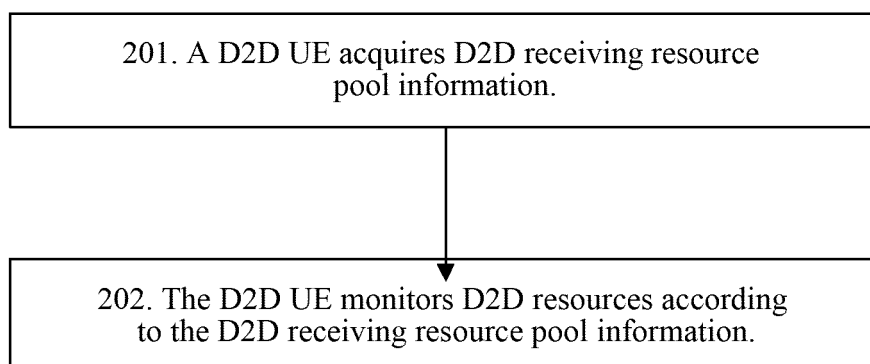 201. A D2D UE acquires D2D receiving resource
pool information.
202. The D2D UE monitors D2D resources according
to the D2D receiving resource pool information.